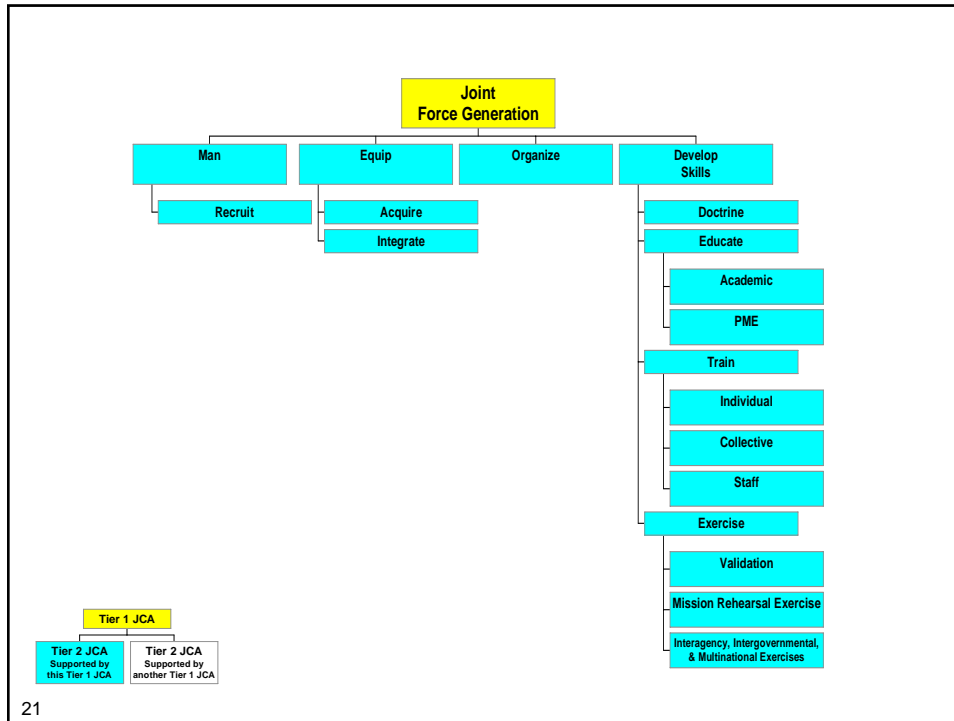 Joint
Force Generation
Man
Equip
Organize
Develop
Skills
Recruit
Acquire
Integrate
Doctrine
Educate
Academic
PME
Train
Individual
Collective
Staff
Exercise
Validation
Mission Rehearsal Exercise
Interagency, Intergovernmental,
& Multinational Exercises
Tier 1 JCA
Tier 2 JCA
Supported by
this Tier 1 JCA
Tier 2 JCA
Supported by
another Tier 1 JCA
21